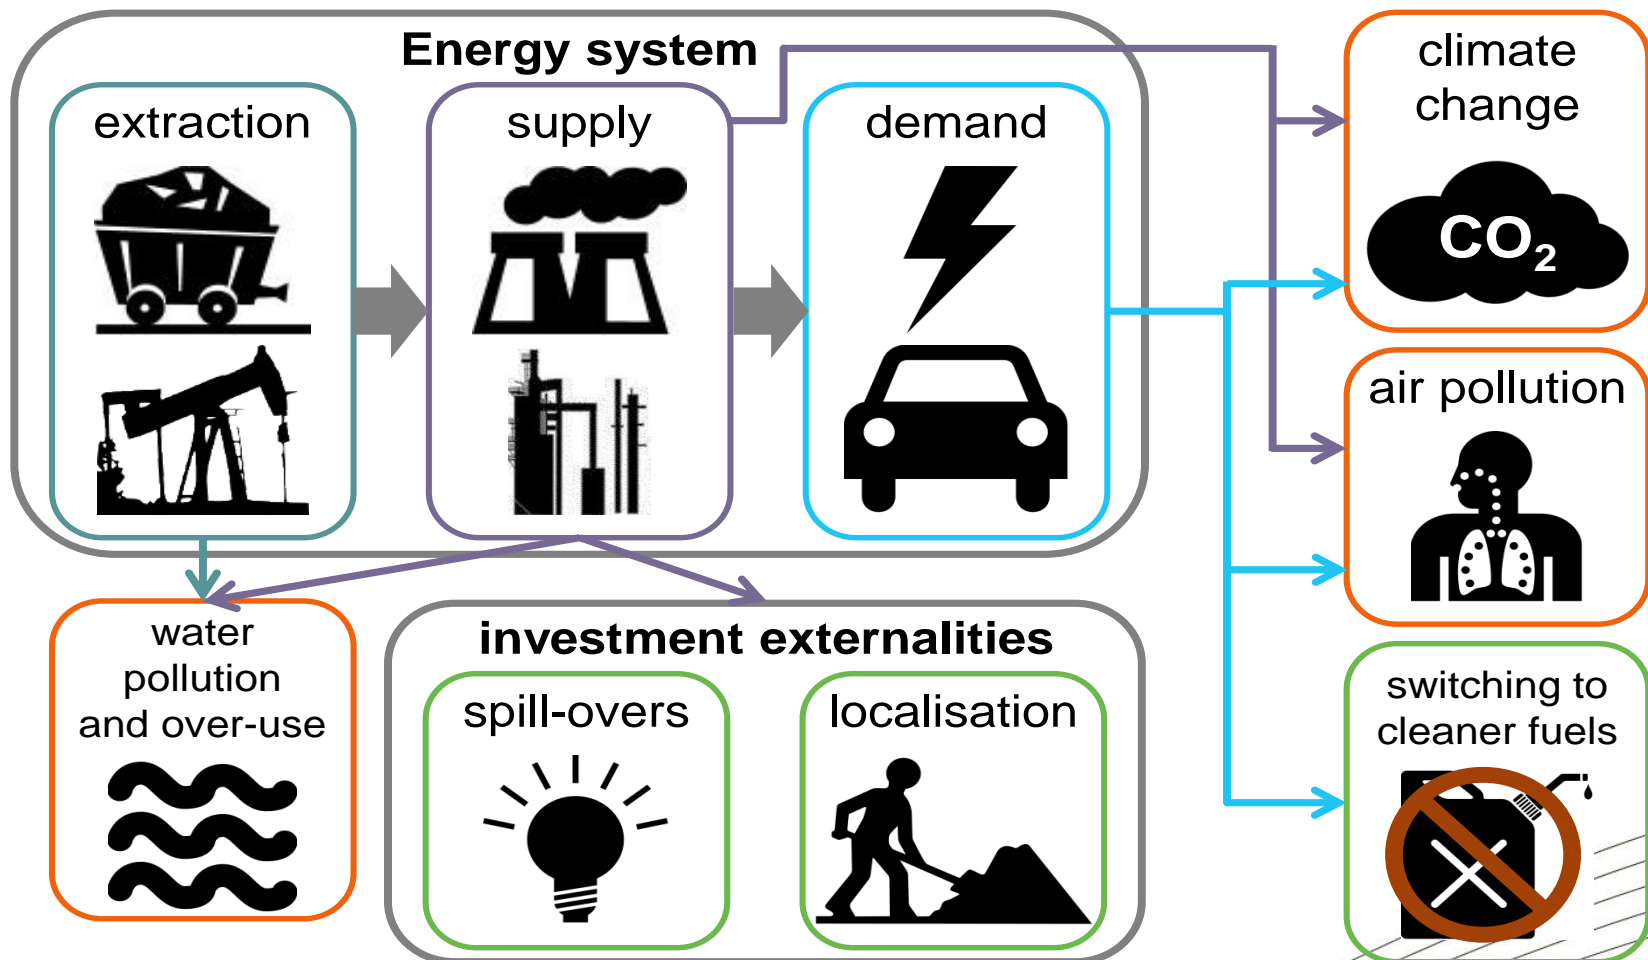 Energy system
extraction
supply
demand
climate
change
CO₂
air pollution
water
pollution
and over-use
investment externalities
spill-overs
localisation
switching to
cleaner fuels